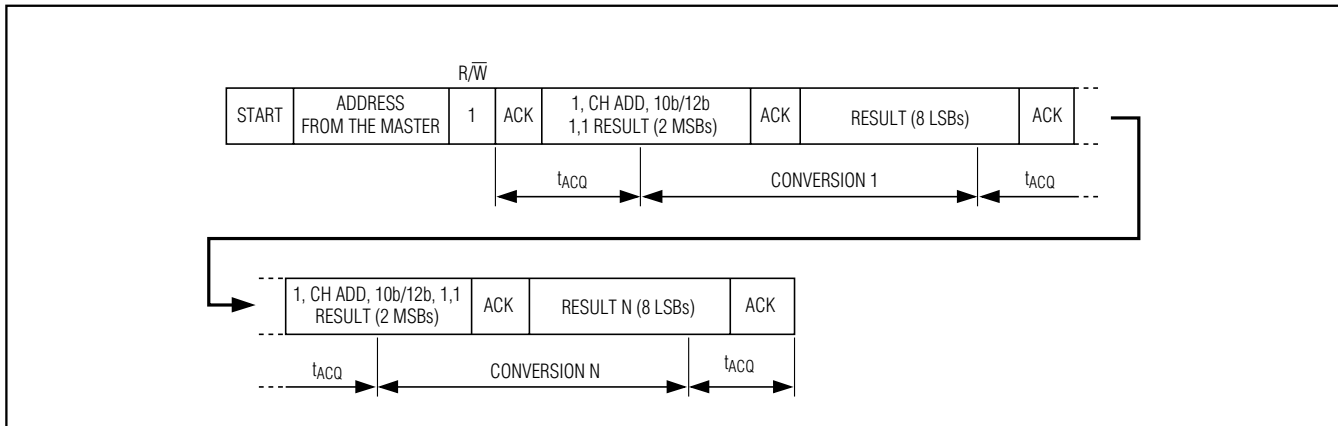 R/W̅
START
ADDRESS
FROM THE MASTER
1
ACK
1, CH ADD, 10b/12b
1,1 RESULT (2 MSBs)
ACK
RESULT (8 LSBs)
ACK
tACQ
CONVERSION 1
tACQ
1, CH ADD, 10b/12b, 1,1
RESULT (2 MSBs)
ACK
RESULT N (8 LSBs)
ACK
tACQ
CONVERSION N
tACQ